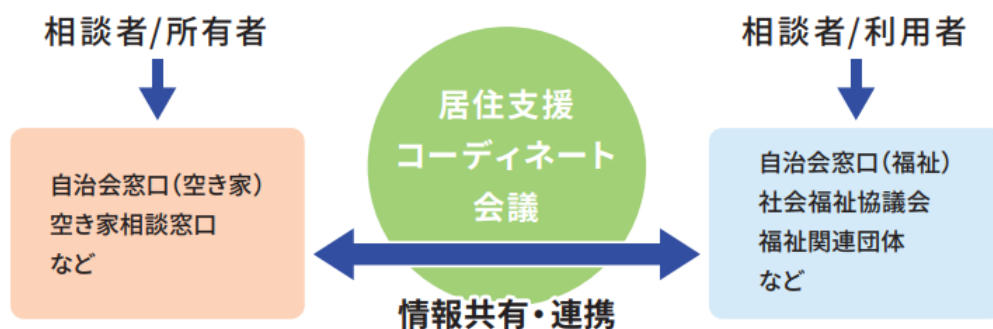 相談者/所有者
自治会窓口(空き家)
空き家相談窓口
など
居住支援
コーディネート
会議
情報共有・連携
相談者/利用者
自治会窓口(福祉)
社会福祉協議会
福祉関連団体
など